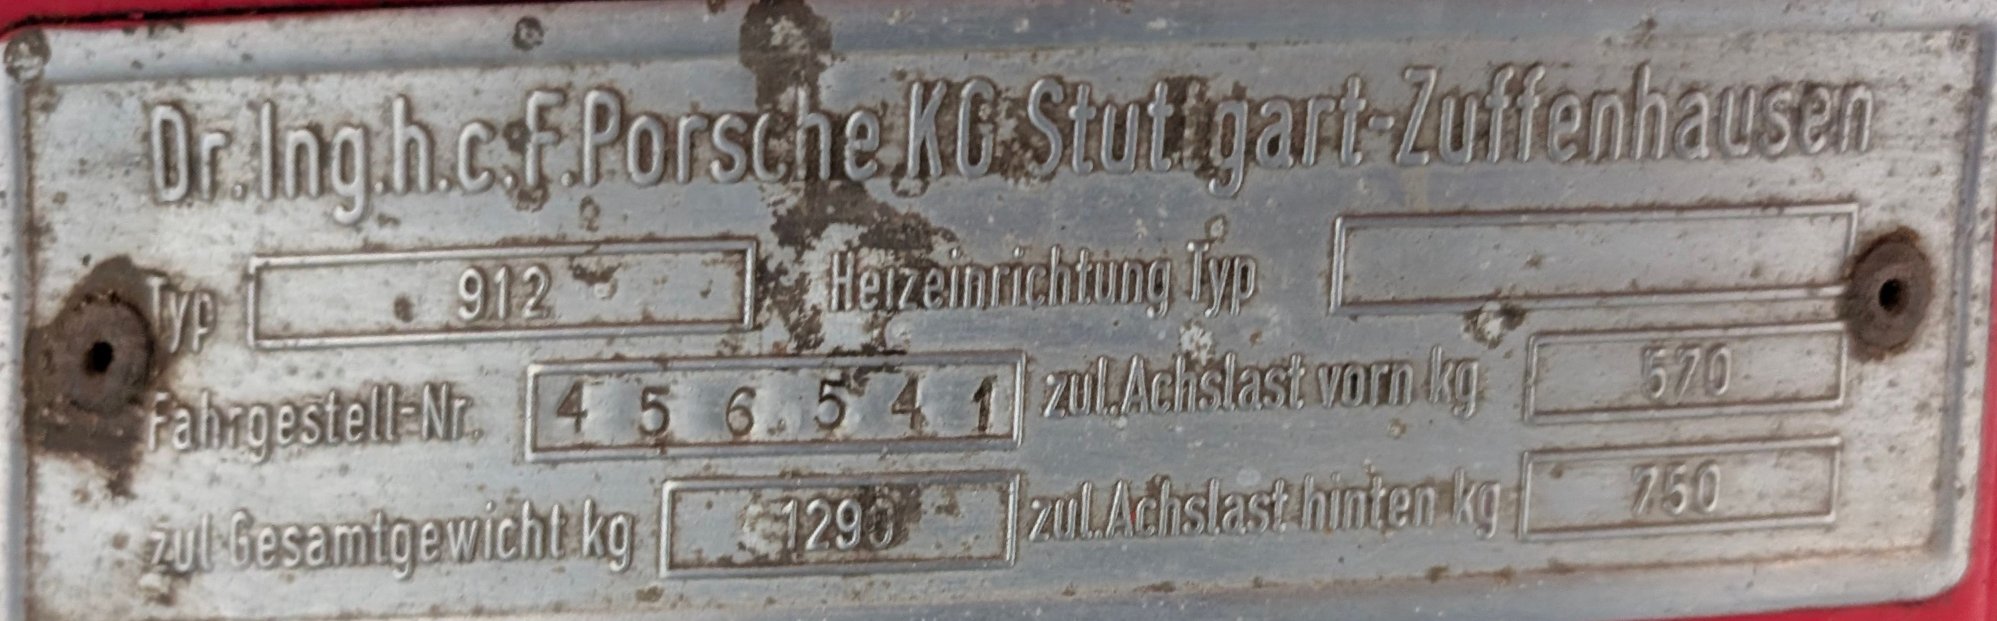 Dr. Ing. h.c. F. Porsche KG Stuttgart-Zuffenhausen
Typ 912 Heizeinrichtung Typ
Fahrgestell-Nr. 456541 zul. Achslast vorn kg 570
zul Gesamtgewicht kg 1290 zul. Achslast hinten kg 750